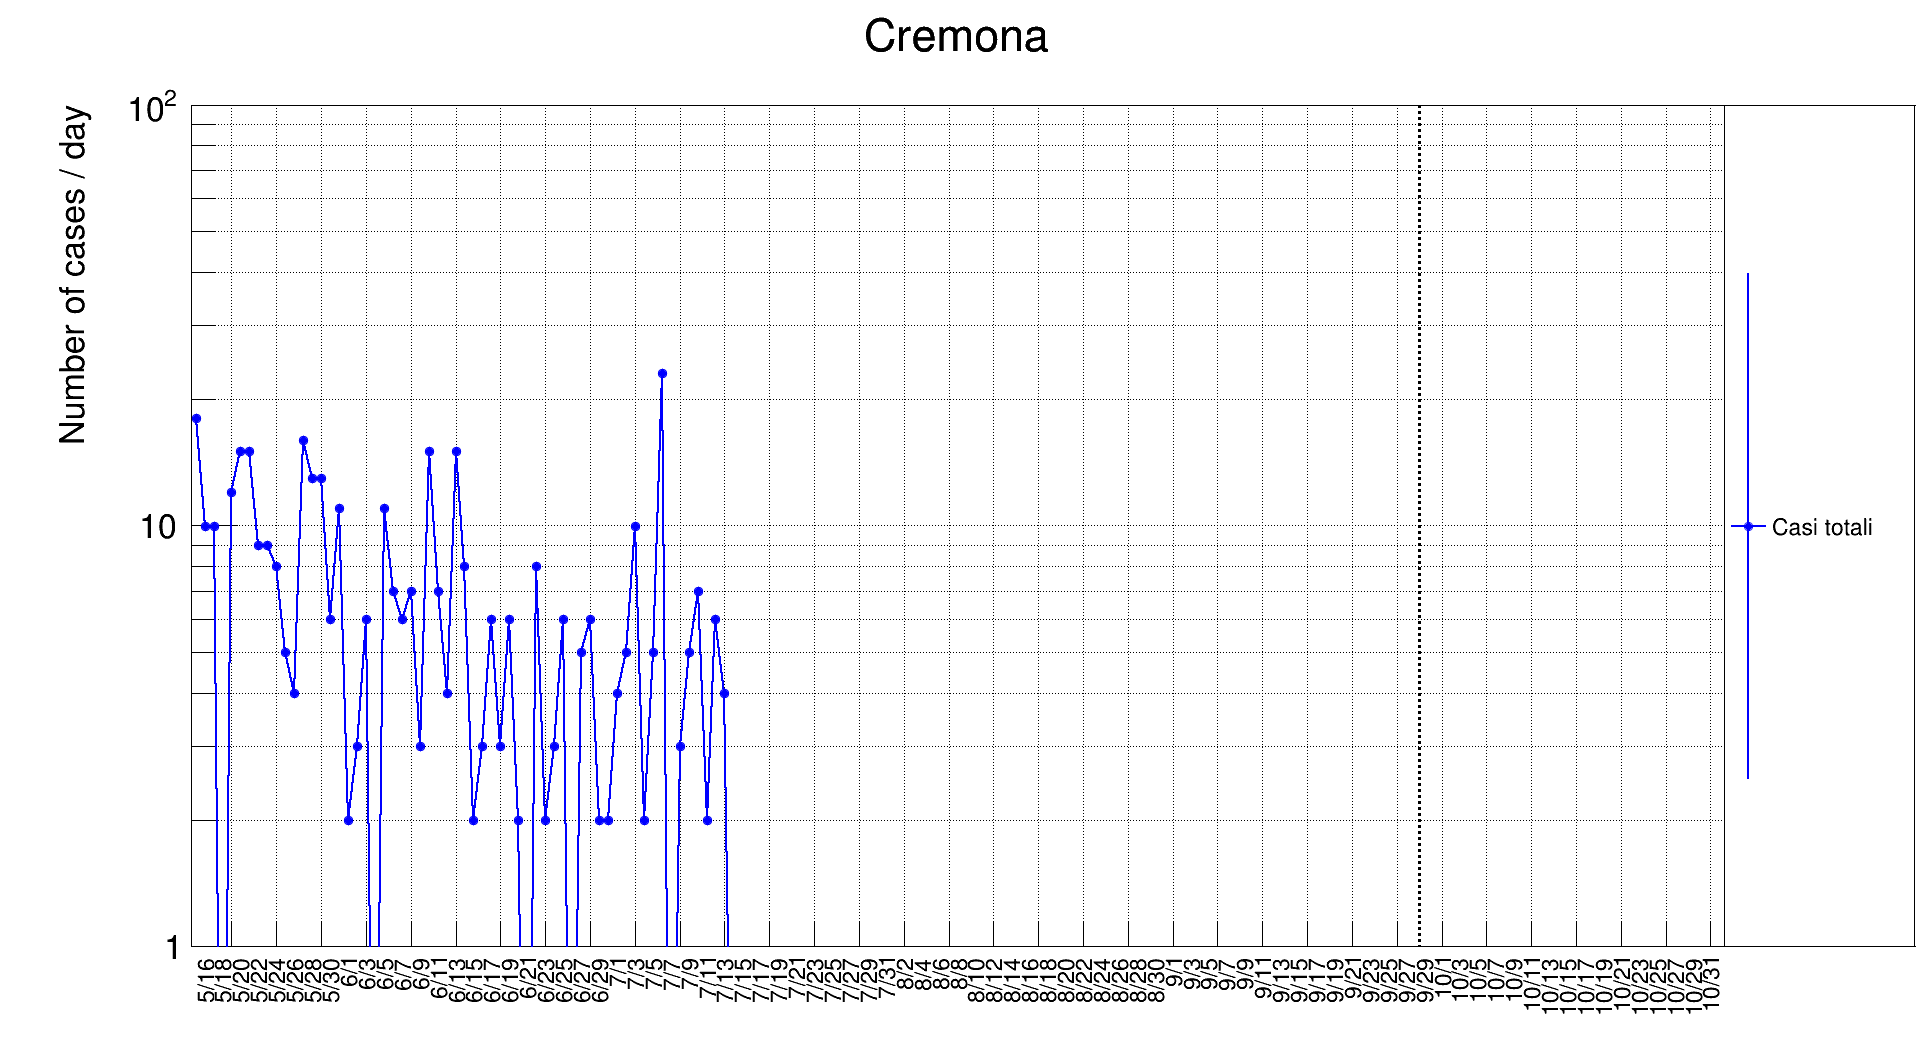 Cremona
Number of cases / day
10²
10
1
5/16 5/18 5/20 5/22 5/24 5/26 5/28 5/30 6/1 6/3 6/5 6/7 6/9 6/11 6/13 6/15 6/17 6/19 6/21 6/23 6/25 6/27 6/29 7/1 7/3 7/5 7/7 7/9 7/11 7/13 7/15 7/17 7/19 7/21 7/23 7/25 7/27 7/29 7/31 8/2 8/4 8/6 8/8 8/10 8/12 8/14 8/16 8/18 8/20 8/22 8/24 8/26 8/28 8/30 9/1 9/3 9/5 9/7 9/9 9/11 9/13 9/15 9/17 9/19 9/21 9/23 9/25 9/27 9/29 10/1 10/3 10/5 10/7 10/9 10/11 10/13 10/15 10/17 10/19 10/21 10/23 10/25 10/27 10/29 10/31
Casi totali